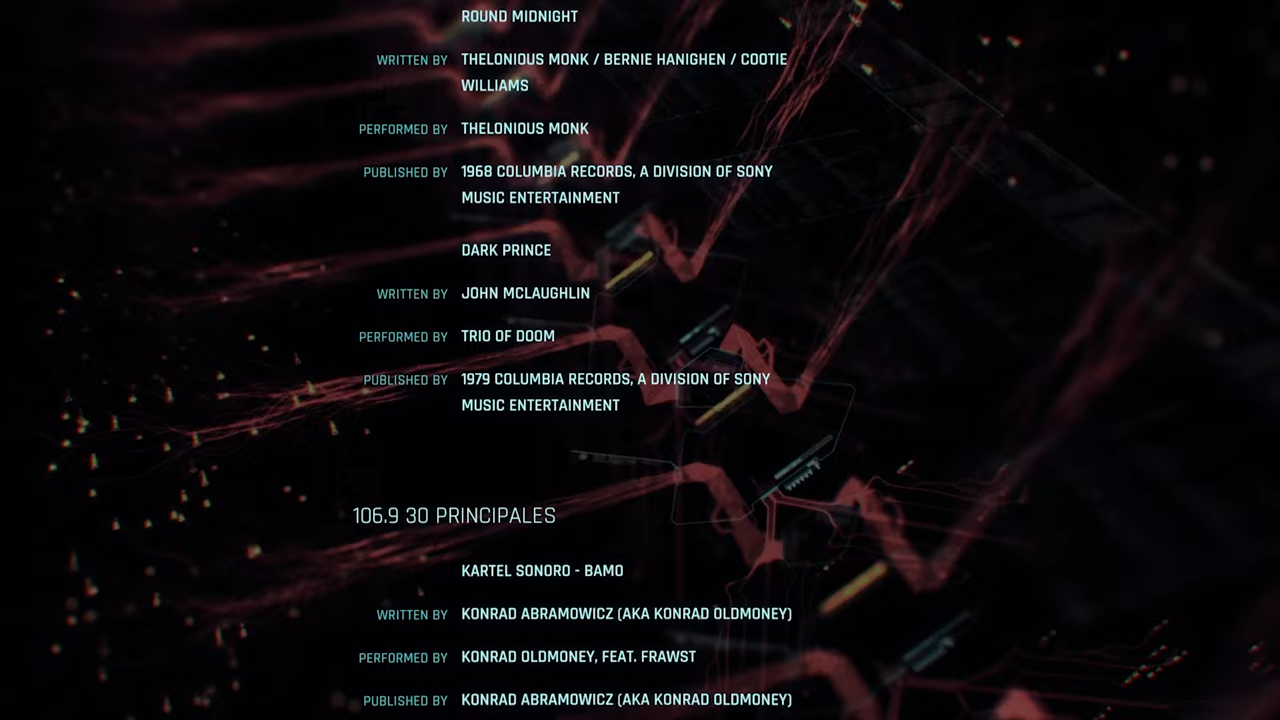 ROUND MIDNIGHT
WRITTEN BY THELONIOUS MONK / BERNIE HANIGHEN / COOTIE
WILLIAMS
PERFORMED BY THELONIOUS MONK
PUBLISHED BY 1968 COLUMBIA RECORDS, A DIVISION OF SONY
MUSIC ENTERTAINMENT
DARK PRINCE
WRITTEN BY JOHN MCLAUGHLIN
PERFORMED BY TRIO OF DOOM
PUBLISHED BY 1979 COLUMBIA RECORDS, A DIVISION OF SONY
MUSIC ENTERTAINMENT
106.9 30 PRINCIPALES
KARTEL SONORO - BAMO
WRITTEN BY KONRAD ABRAMOWICZ (AKA KONRAD OLDMONEY)
PERFORMED BY KONRAD OLDMONEY, FEAT. FRAWST
PUBLISHED BY KONRAD ABRAMOWICZ (AKA KONRAD OLDMONEY)